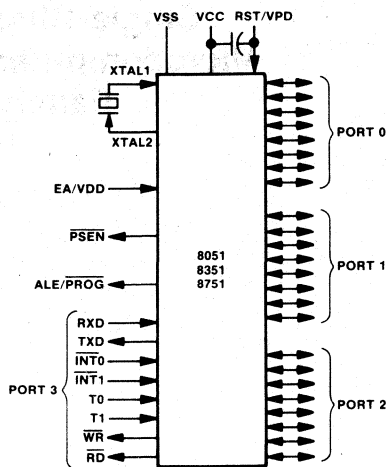 VSS VCC RST/VPD
XTAL1
XTAL2
PORT 0
EA/VDD
PSEN
ALE/PROG
8051
8351
8751
PORT 1
PORT 3
RXD
TXD
INT0
INT1
T0
T1
WR
RD
PORT 2